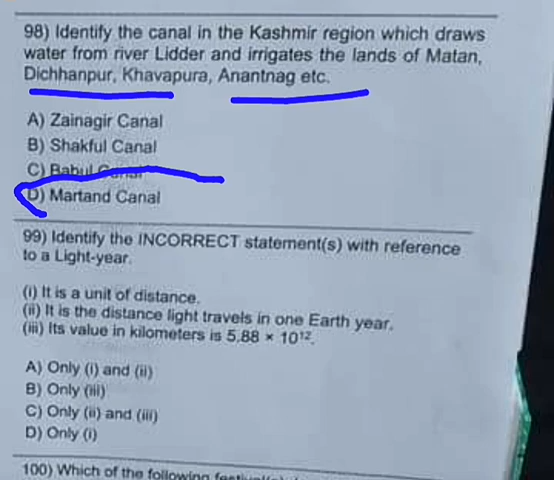 98) Identify the canal in the Kashmir region which draws
water from river Lidder and irrigates the lands of Matan,
Dichhanpur, Khavapura, Anantnag etc.
A) Zainagir Canal
B) Shakful Canal
C) Babul Canal
D) Martand Canal
99) Identify the INCORRECT statement(s) with reference
to a Light-year.
(i) It is a unit of distance.
(ii) It is the distance light travels in one Earth year.
(iii) Its value in kilometers is 5.88 × 10¹².
A) Only (i) and (ii)
B) Only (iii)
C) Only (ii) and (iii)
D) Only (i)
100) Which of the following